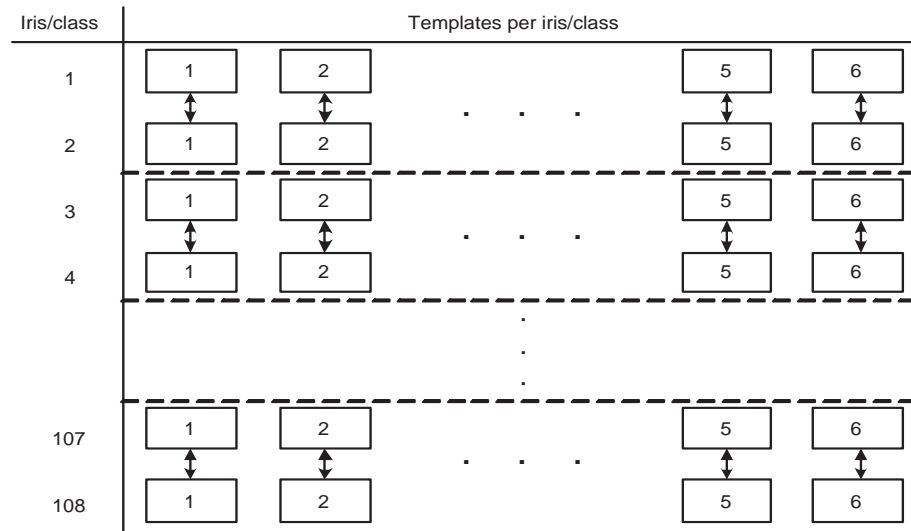 Iris/class Templates per iris/class
1 1 2 . . . 5 6
2 1 2 5 6
3 1 2 . . . 5 6
4 1 2 5 6
.
.
.
107 1 2 . . . 5 6
108 1 2 5 6